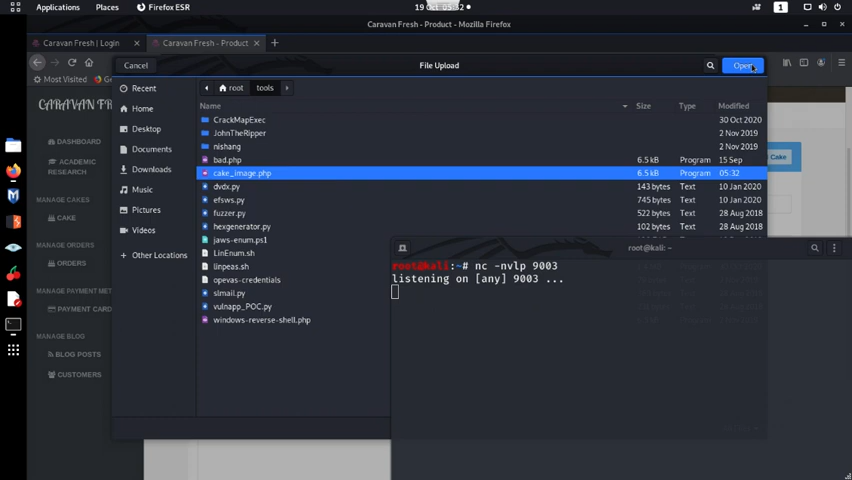 Applications Places Firefox ESR 19 Oct 05:32 1
Caravan Fresh - Product - Mozilla Firefox
Caravan Fresh | Login Caravan Fresh - Product
Cancel File Upload Open
Most Visited
root tools
CARAVAN FR
Recent Name Size Type Modified
Home CrackMapExec 30 Oct 2020
Desktop JohnTheRipper 2 Nov 2019
DASHBOARD nishang 2 Nov 2019
Documents bad.php 6.5 kB Program 15 Sep
Cake
ACADEMIC
RESEARCH
Downloads cake_image.php 6.5 kB Program 05:32
Music dvdx.py 143 bytes Text 10 Jan 2020
MANAGE CAKES efsws.py 745 bytes Text 10 Jan 2020
Pictures fuzzer.py 522 bytes Text 28 Aug 2018
CAKE
Videos hexgenerator.py 312 bytes Text 28 Aug 2018
MANAGE ORDERS jaws-enum.ps1
Other Locations LinEnum.sh
ORDERS linpeas.sh
MANAGE PAYMENT MET opevas-credentials
slmail.py
PAYMENT CARD vulnapp_POC.py
windows-reverse-shell.php
MANAGE BLOG POSTS
BLOG POSTS
CUSTOMERS
root@kali: ~
root@kali:~# nc -nvlp 9003
listening on [any] 9003 ...